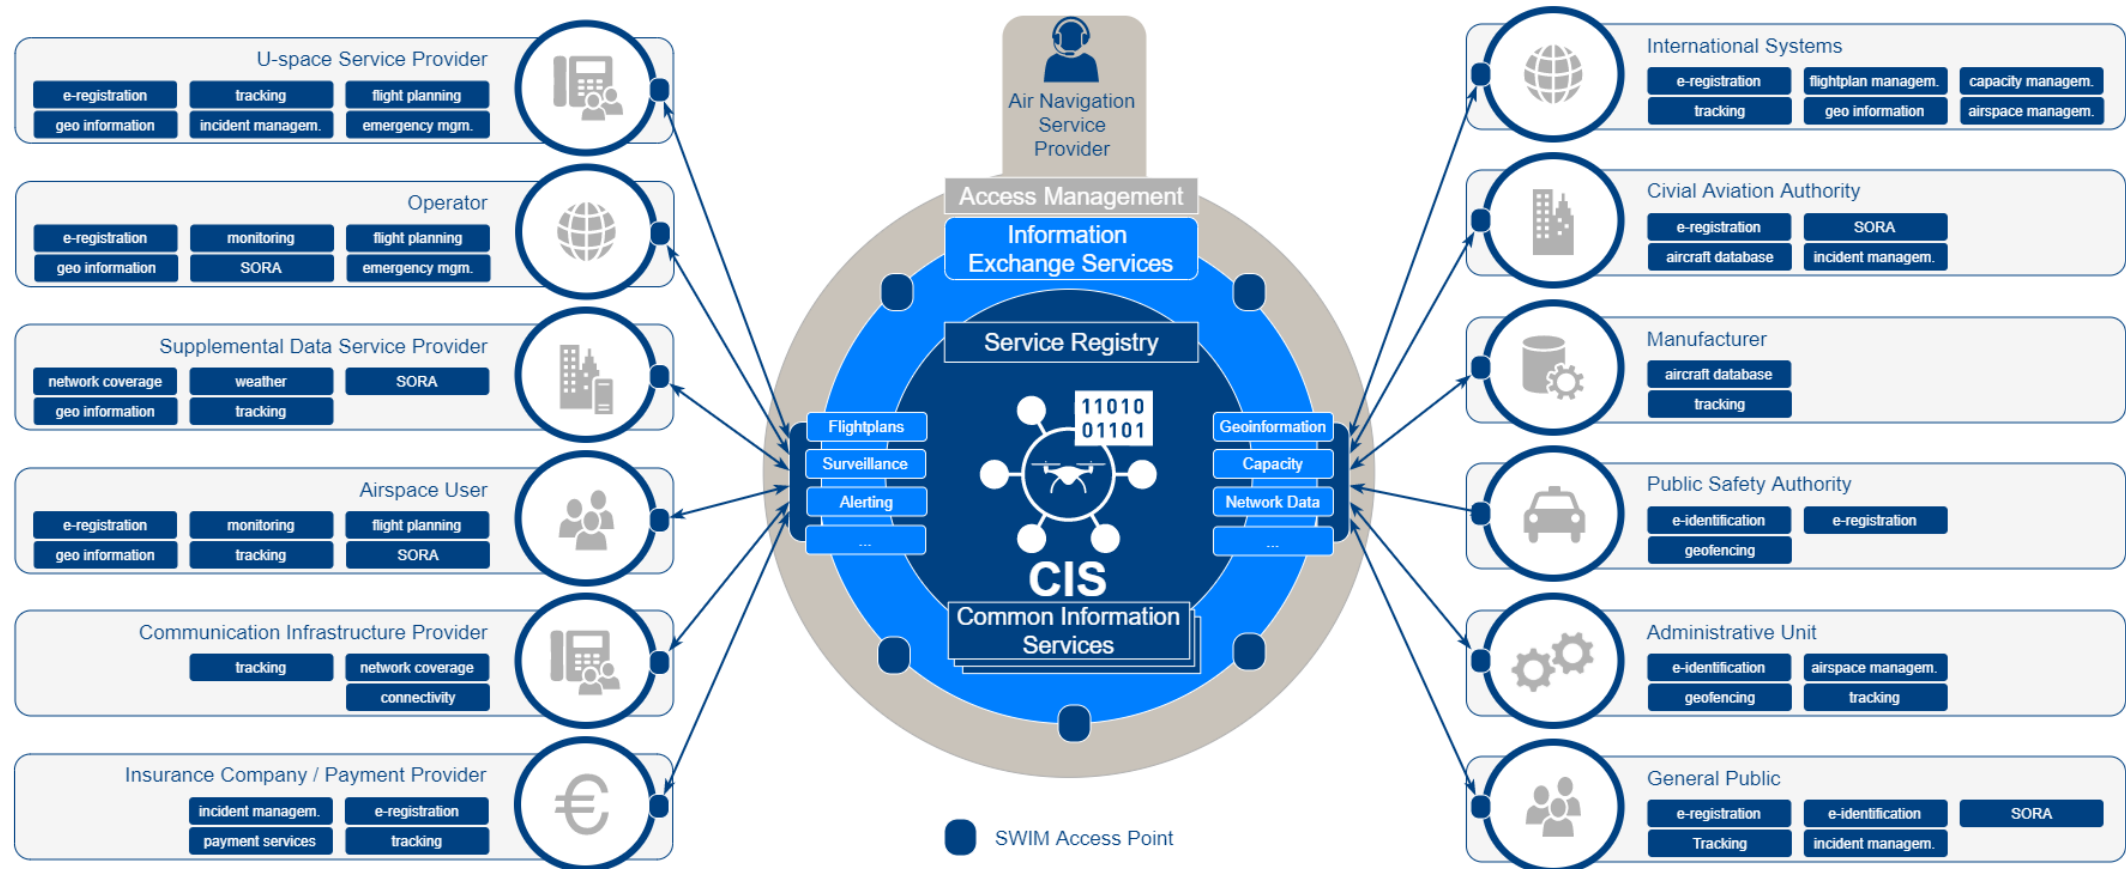 U-space Service Provider
e-registration tracking flight planning
geo information incident managem. emergency mgm.
Operator
e-registration monitoring flight planning
geo information SORA emergency mgm.
Supplemental Data Service Provider
network coverage weather SORA
geo information tracking
Airspace User
e-registration monitoring flight planning
geo information tracking SORA
Communication Infrastructure Provider
tracking network coverage
connectivity
Insurance Company / Payment Provider
incident managem. e-registration
payment services tracking
Air Navigation
Service
Provider
Access Management
Information
Exchange Services
Service Registry
11010
01101
Flightplans
Surveillance
Alerting
...
Geoinformation
Capacity
Network Data
...
CIS
Common Information
Services
SWIM Access Point
International Systems
e-registration flightplan managem. capacity managem.
tracking geo information airspace managem.
Civial Aviation Authority
e-registration SORA
aircraft database incident managem.
Manufacturer
aircraft database
tracking
Public Safety Authority
e-identification e-registration
geofencing
Administrative Unit
e-identification airspace managem.
geofencing tracking
General Public
e-registration e-identification SORA
Tracking incident managem.